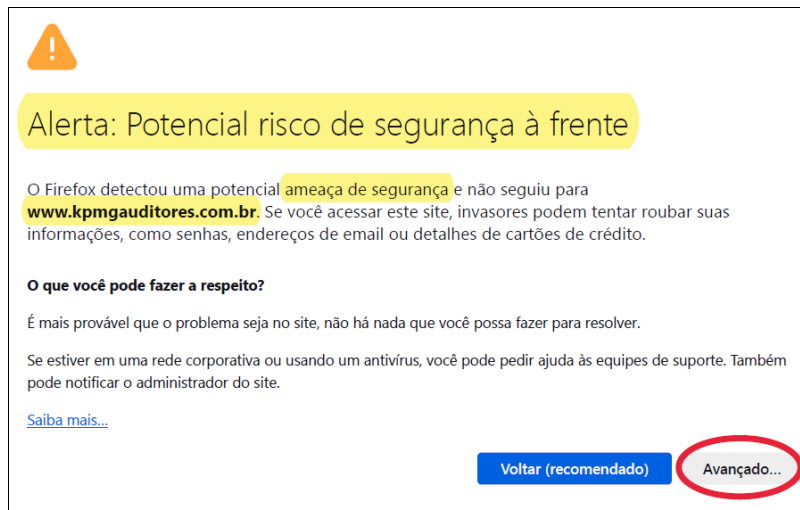 Alerta: Potencial risco de segurança à frente
O Firefox detectou uma potencial ameaça de segurança e não seguiu para
www.kpmgauditores.com.br. Se você acessar este site, invasores podem tentar roubar suas
informações, como senhas, endereços de email ou detalhes de cartões de crédito.
O que você pode fazer a respeito?
É mais provável que o problema seja no site, não há nada que você possa fazer para resolver.
Se estiver em uma rede corporativa ou usando um antivírus, você pode pedir ajuda às equipes de suporte. Também
pode notificar o administrador do site.
Saiba mais...
Voltar (recomendado) Avançado...